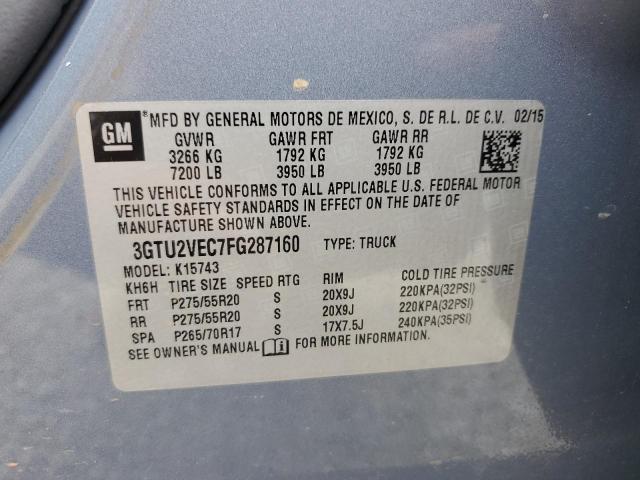 GM
® MFD BY GENERAL MOTORS DE MEXICO, S. DE R.L. DE C.V. 02/15
GVWR GAWR FRT GAWR RR
3266 KG 1792 KG 1792 KG
7200 LB 3950 LB 3950 LB
THIS VEHICLE CONFORMS TO ALL APPLICABLE U.S. FEDERAL MOTOR
VEHICLE SAFETY STANDARDS IN EFFECT ON THE DATE OF
MANUFACTURE SHOWN ABOVE.
3GTU2VEC7FG287160 TYPE: TRUCK
MODEL: K15743
KH6H TIRE SIZE SPEED RTG RIM COLD TIRE PRESSURE
FRT P275/55R20 S 20X9J 220KPA(32PSI)
RR P275/55R20 S 20X9J 220KPA(32PSI)
SPA P265/70R17 S 17X7.5J 240KPA(35PSI)
SEE OWNER'S MANUAL i FOR MORE INFORMATION.